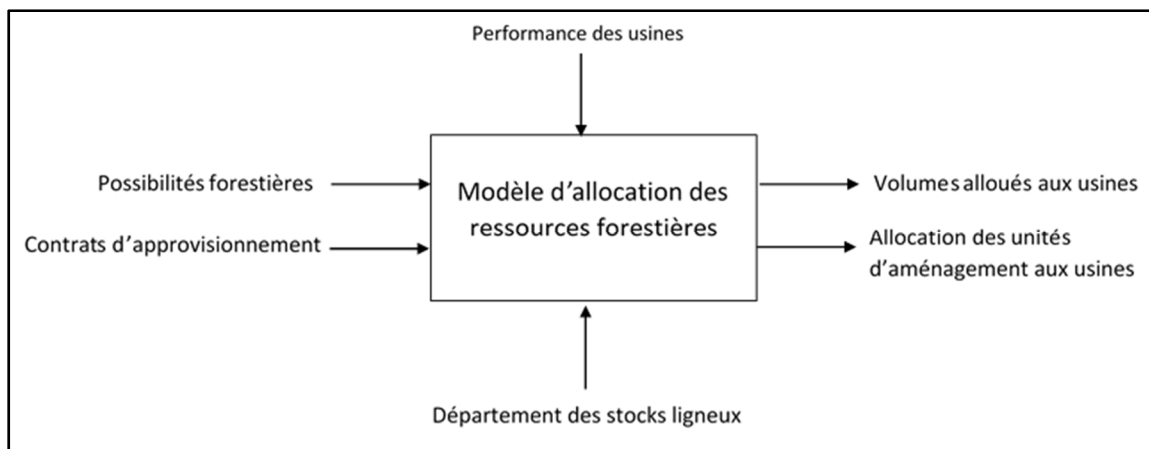 Performance des usines
Possibilités forestières
Contrats d'approvisionnement
Modèle d'allocation des
ressources forestières
Volumes alloués aux usines
Allocation des unités
d'aménagement aux usines
Département des stocks ligneux